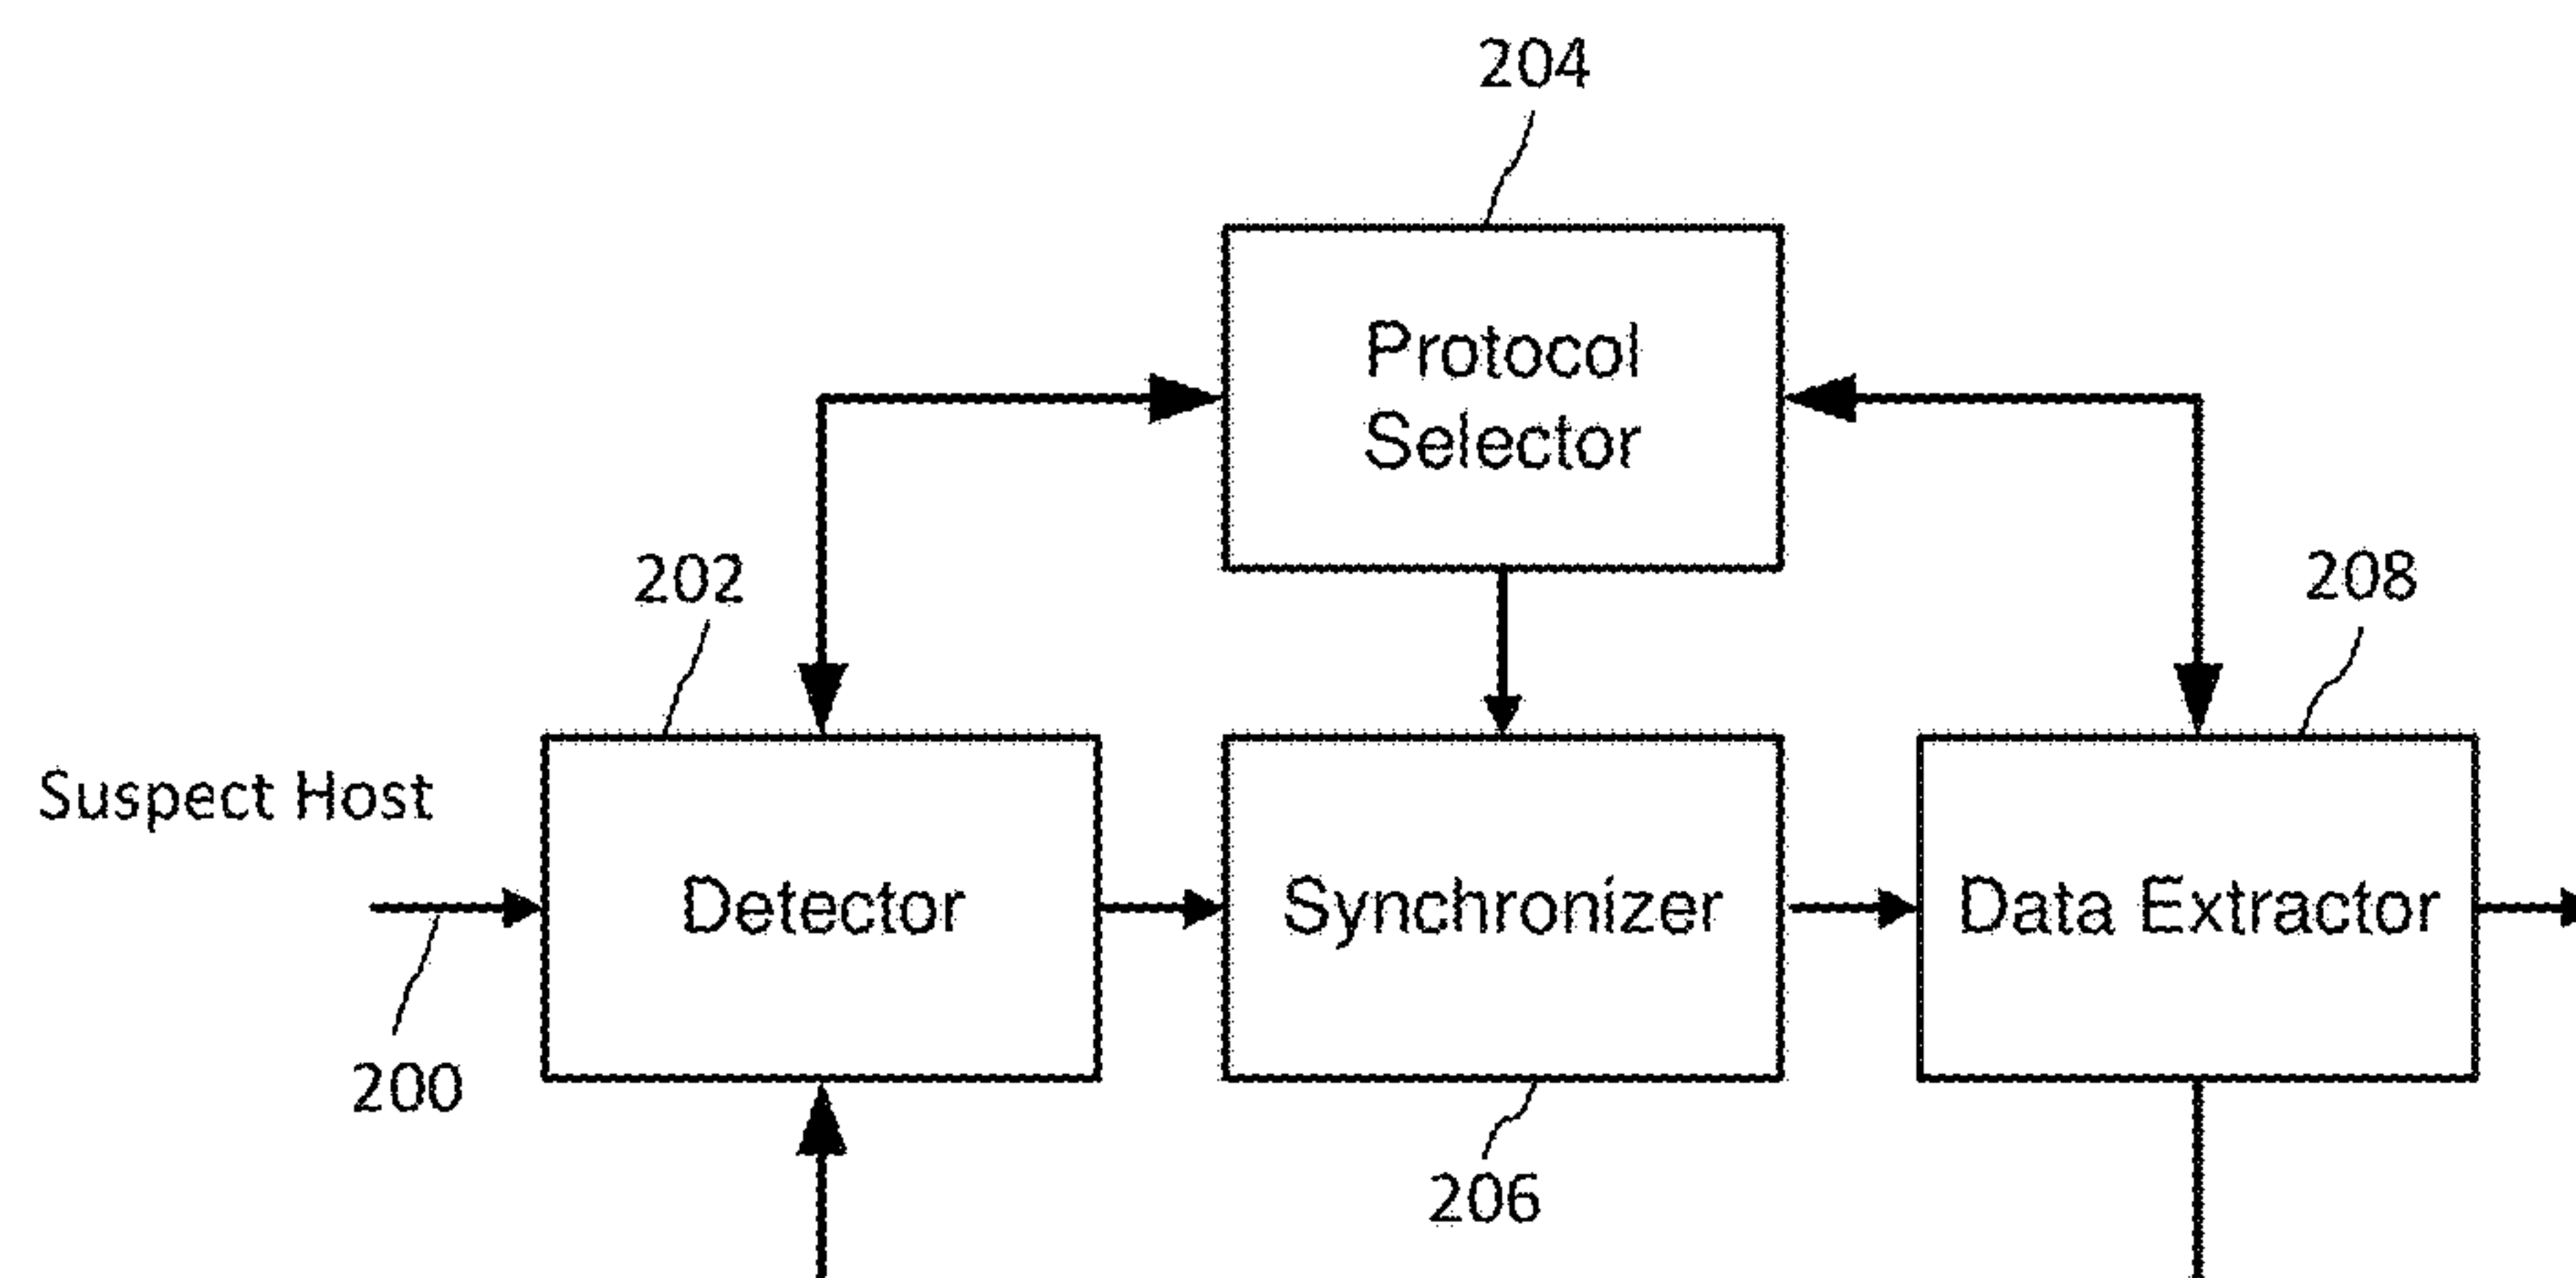 204
Protocol
Selector
202
208
Suspect Host
Detector
Synchronizer
Data Extractor
200
206